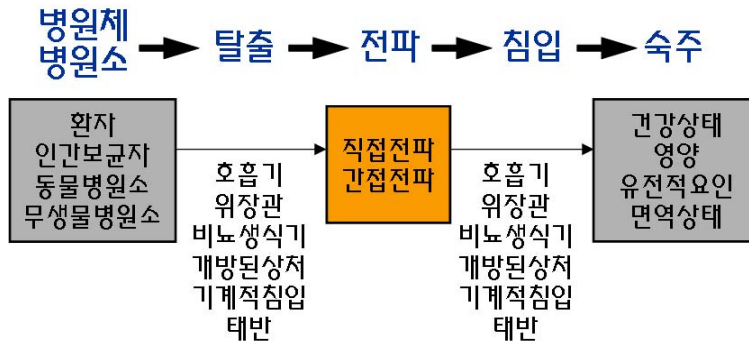 병원체
병원소
탈출
전파
침입
숙주
환자
인간보균자
동물병원소
무생물병원소
호흡기
위장관
비뇨생식기
개방된상처
기계적침입
태반
직접전파
간접전파
호흡기
위장관
비뇨생식기
개방된상처
기계적침입
태반
건강상태
영양
유전적요인
면역상태